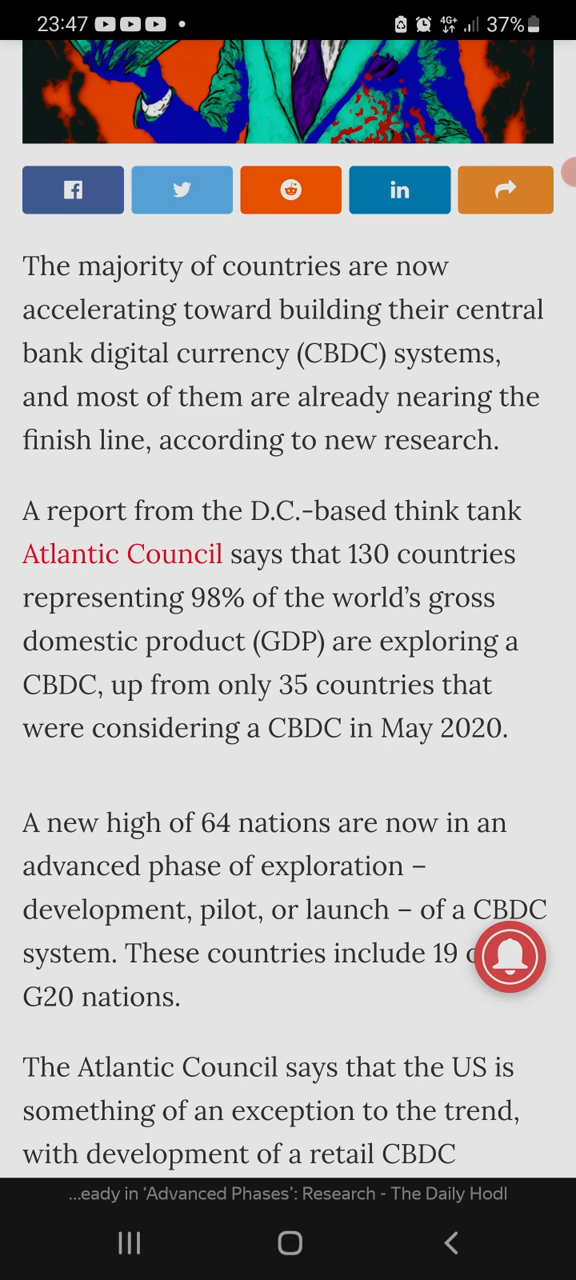 23:47
4G+
37%
f
in
The majority of countries are now
accelerating toward building their central
bank digital currency (CBDC) systems,
and most of them are already nearing the
finish line, according to new research.
A report from the D.C.-based think tank
Atlantic Council says that 130 countries
representing 98% of the world’s gross
domestic product (GDP) are exploring a
CBDC, up from only 35 countries that
were considering a CBDC in May 2020.
A new high of 64 nations are now in an
advanced phase of exploration –
development, pilot, or launch – of a CBDC
system. These countries include 19
G20 nations.
The Atlantic Council says that the US is
something of an exception to the trend,
with development of a retail CBDC
...eady in ‘Advanced Phases’: Research - The Daily Hodl